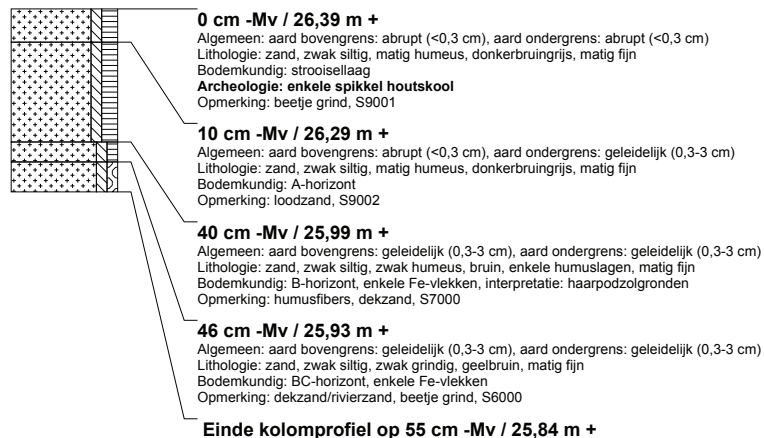 0 cm -Mv / 26,39 m +
Algemeen: aard bovengrens: abrupt (<0,3 cm), aard ondergrens: abrupt (<0,3 cm)
Lithologie: zand, zwak siltig, matig humeus, donkerbruingrijs, matig fijn
Bodemkundig: strooisellaag
Archeologie: enkele spikkel houtskool
Opmerking: beetje grind, S9001
10 cm -Mv / 26,29 m +
Algemeen: aard bovengrens: abrupt (<0,3 cm), aard ondergrens: geleidelijk (0,3-3 cm)
Lithologie: zand, zwak siltig, matig humeus, donkerbruingrijs, matig fijn
Bodemkundig: A-horizont
Opmerking: loodzand, S9002
40 cm -Mv / 25,99 m +
Algemeen: aard bovengrens: geleidelijk (0,3-3 cm), aard ondergrens: geleidelijk (0,3-3 cm)
Lithologie: zand, zwak siltig, zwak humeus, bruin, enkele humuslagen, matig fijn
Bodemkundig: B-horizont, enkele Fe-vlekken, interpretatie: haarpodzolgronden
Opmerking: humusfibers, dekzand, S7000
46 cm -Mv / 25,93 m +
Algemeen: aard bovengrens: geleidelijk (0,3-3 cm), aard ondergrens: geleidelijk (0,3-3 cm)
Lithologie: zand, zwak siltig, zwak grindig, geelbruin, matig fijn
Bodemkundig: BC-horizont, enkele Fe-vlekken
Opmerking: dekzand/rivierzand, beetje grind, S6000
Einde kolomprofiel op 55 cm -Mv / 25,84 m +